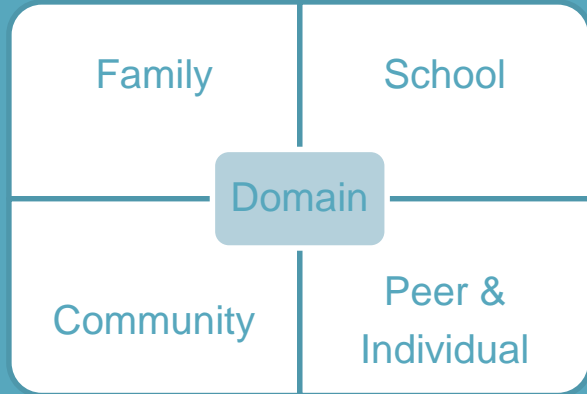 Family
School
Domain
Community
Peer &
Individual